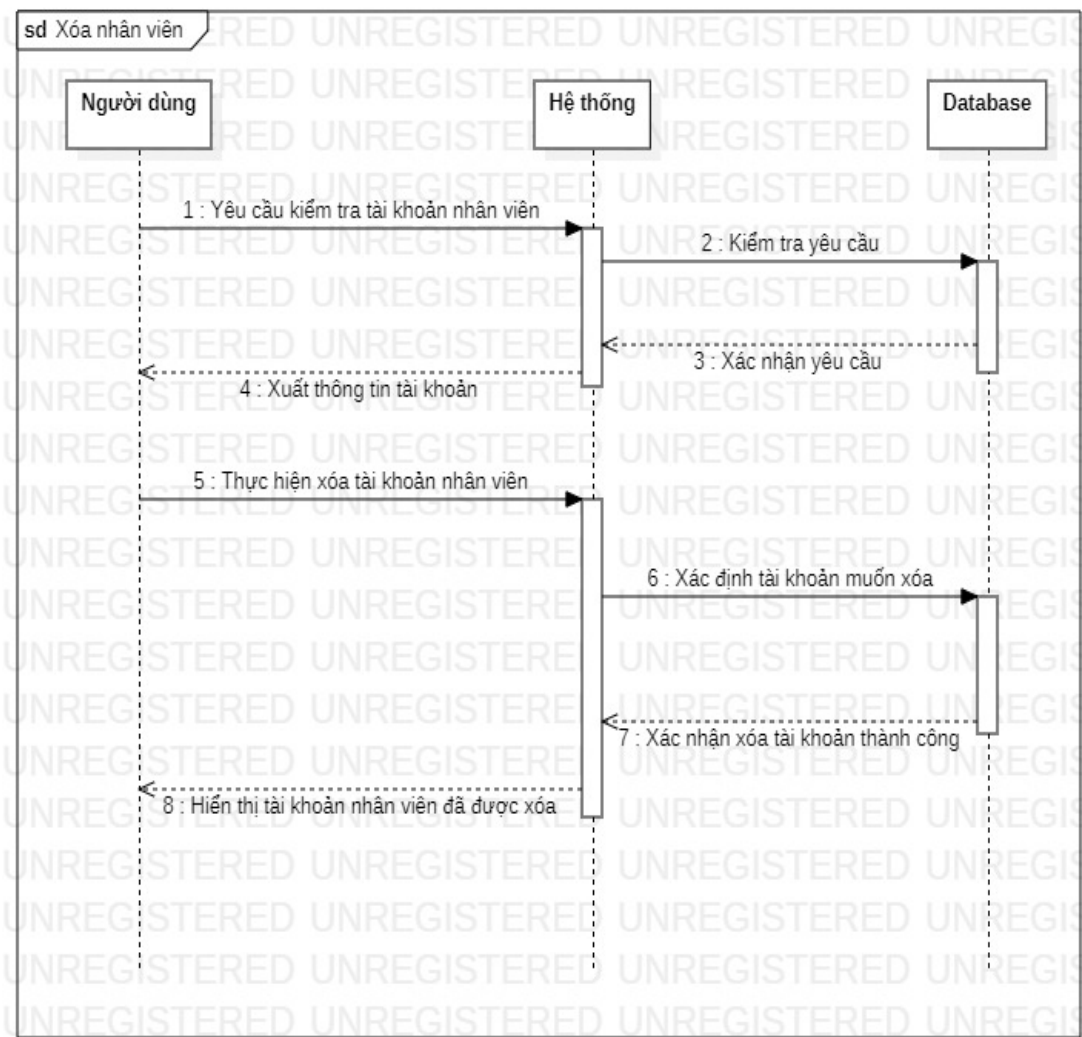 sd Xóa nhân viên
Người dùng
Hệ thống
Database
1 : Yêu cầu kiểm tra tài khoản nhân viên
2 : Kiểm tra yêu cầu
3 : Xác nhận yêu cầu
4 : Xuất thông tin tài khoản
5 : Thực hiện xóa tài khoản nhân viên
6 : Xác định tài khoản muốn xóa
7 : Xác nhận xóa tài khoản thành công
8 : Hiển thị tài khoản nhân viên đã được xóa
UNREGISTERED